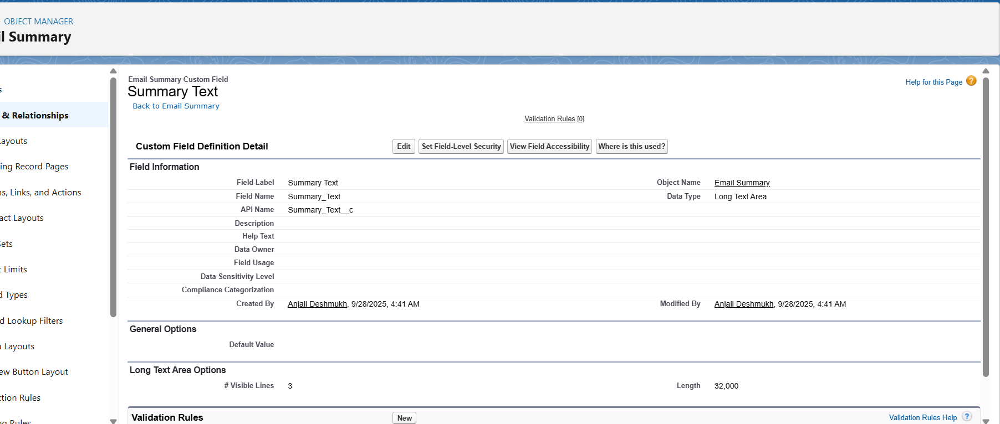 OBJECT MANAGER
Summary
& Relationships
Layouts
Record Pages
Links, and Actions
Layouts
Limits
Types
Lookup Filters
Layouts
Button Layout
Rules
Rules
Email Summary Custom Field
Summary Text
Back to Email Summary
Help for this Page ?
Validation Rules [0]
Custom Field Definition Detail Edit Set Field-Level Security View Field Accessibility Where is this used?
Field Information
Field Label Summary Text Object Name Email Summary
Field Name Summary_Text Data Type Long Text Area
API Name Summary_Text__c
Description
Help Text
Data Owner
Field Usage
Data Sensitivity Level
Compliance Categorization
Created By Anjali Deshmukh, 9/28/2025, 4:41 AM Modified By Anjali Deshmukh, 9/28/2025, 4:41 AM
General Options
Default Value
Long Text Area Options
# Visible Lines 3 Length 32,000
Validation Rules New Validation Rules Help ?